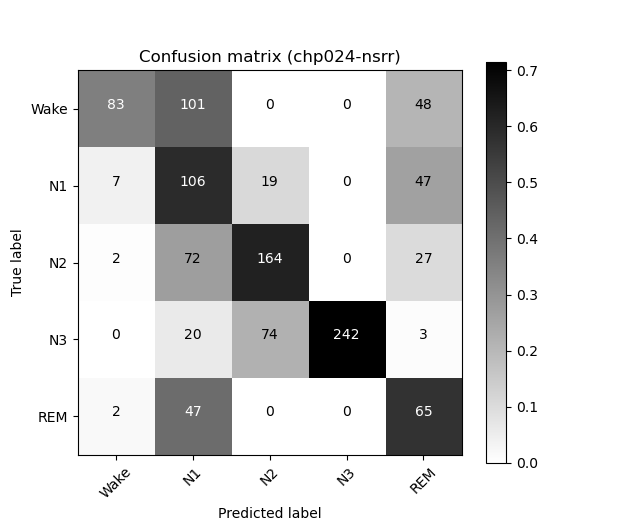 Confusion matrix (chp024-nsrr)
True label
Wake 83 101 0 0 48
N1 7 106 19 0 47
N2 2 72 164 0 27
N3 0 20 74 242 3
REM 2 47 0 0 65
Wake N1 N2 N3 REM
Predicted label
0.7
0.6
0.5
0.4
0.3
0.2
0.1
0.0